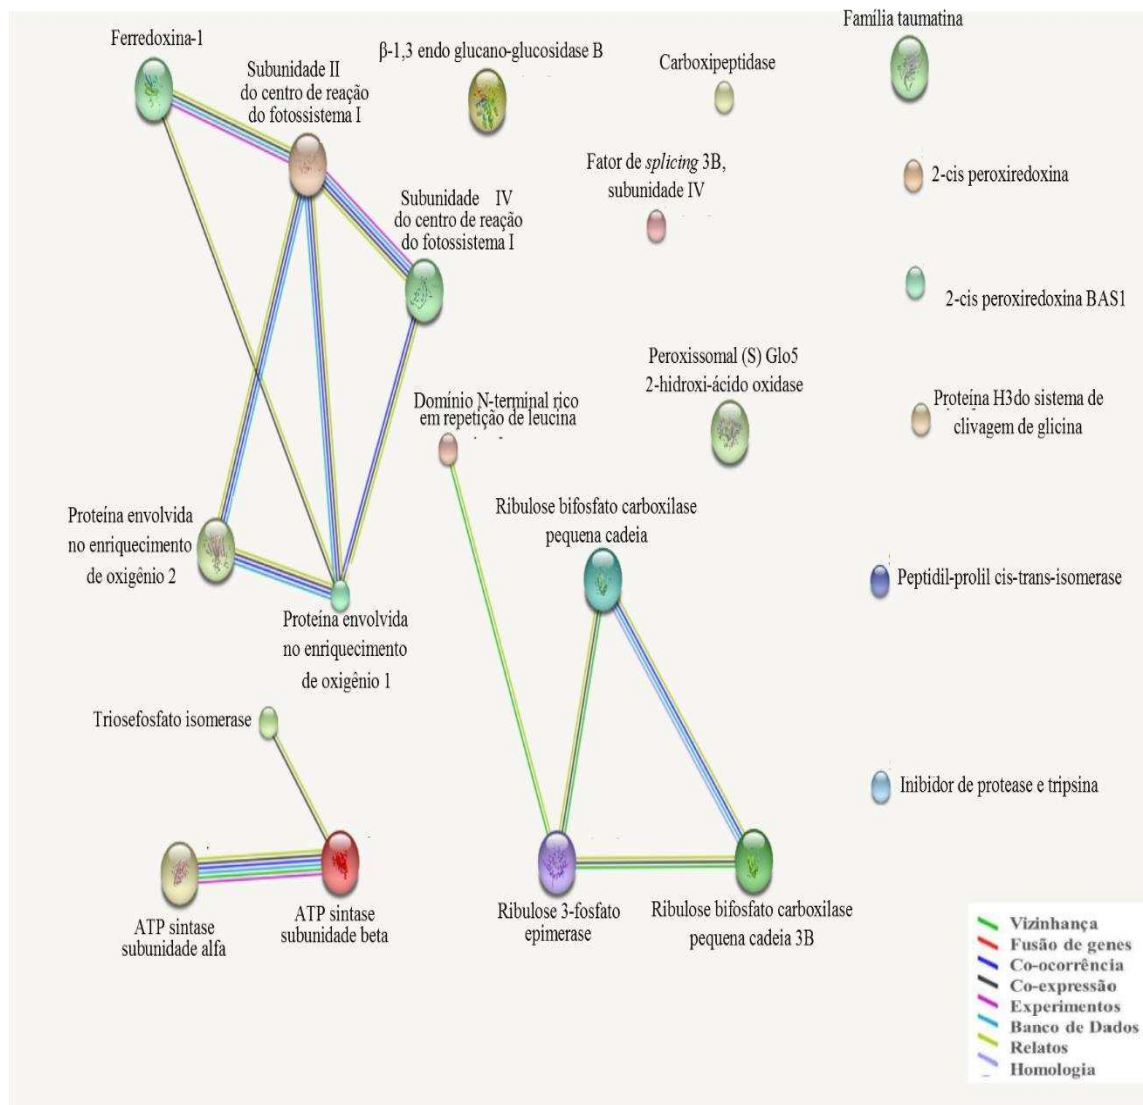 Ferredoxina-1
Subunidade II
do centro de reação
do fotossistema I
β-1,3 endo glucano-glucosidase B
Carboxipeptidase
Família taumatina
Fator de splicing 3B,
subunidade IV
2-cis peroxiredoxina
Subunidade IV
do centro de reação
do fotossistema I
2-cis peroxiredoxina BAS1
Peroxissomal (S) Glo5
2-hidroxi-ácido oxidase
Domínio N-terminal rico
em repetição de leucina
Proteína H3do sistema de
clivagem de glicina
Ribulose bifosfato carboxilase
pequena cadeia
Proteína envolvida
no enriquecimento
de oxigênio 2
Peptidil-prolil cis-trans-isomerase
Proteína envolvida
no enriquecimento
de oxigênio 1
Triosefosfato isomerase
Inibidor de protease e tripsina
ATP sintase
subunidade alfa
ATP sintase
subunidade beta
Ribulose 3-fosfato
epimerase
Ribulose bifosfato carboxilase
pequena cadeia 3B
Vizinhança
Fusão de genes
Co-ocorrência
Co-expressão
Experimentos
Banco de Dados
Relatos
Homologia